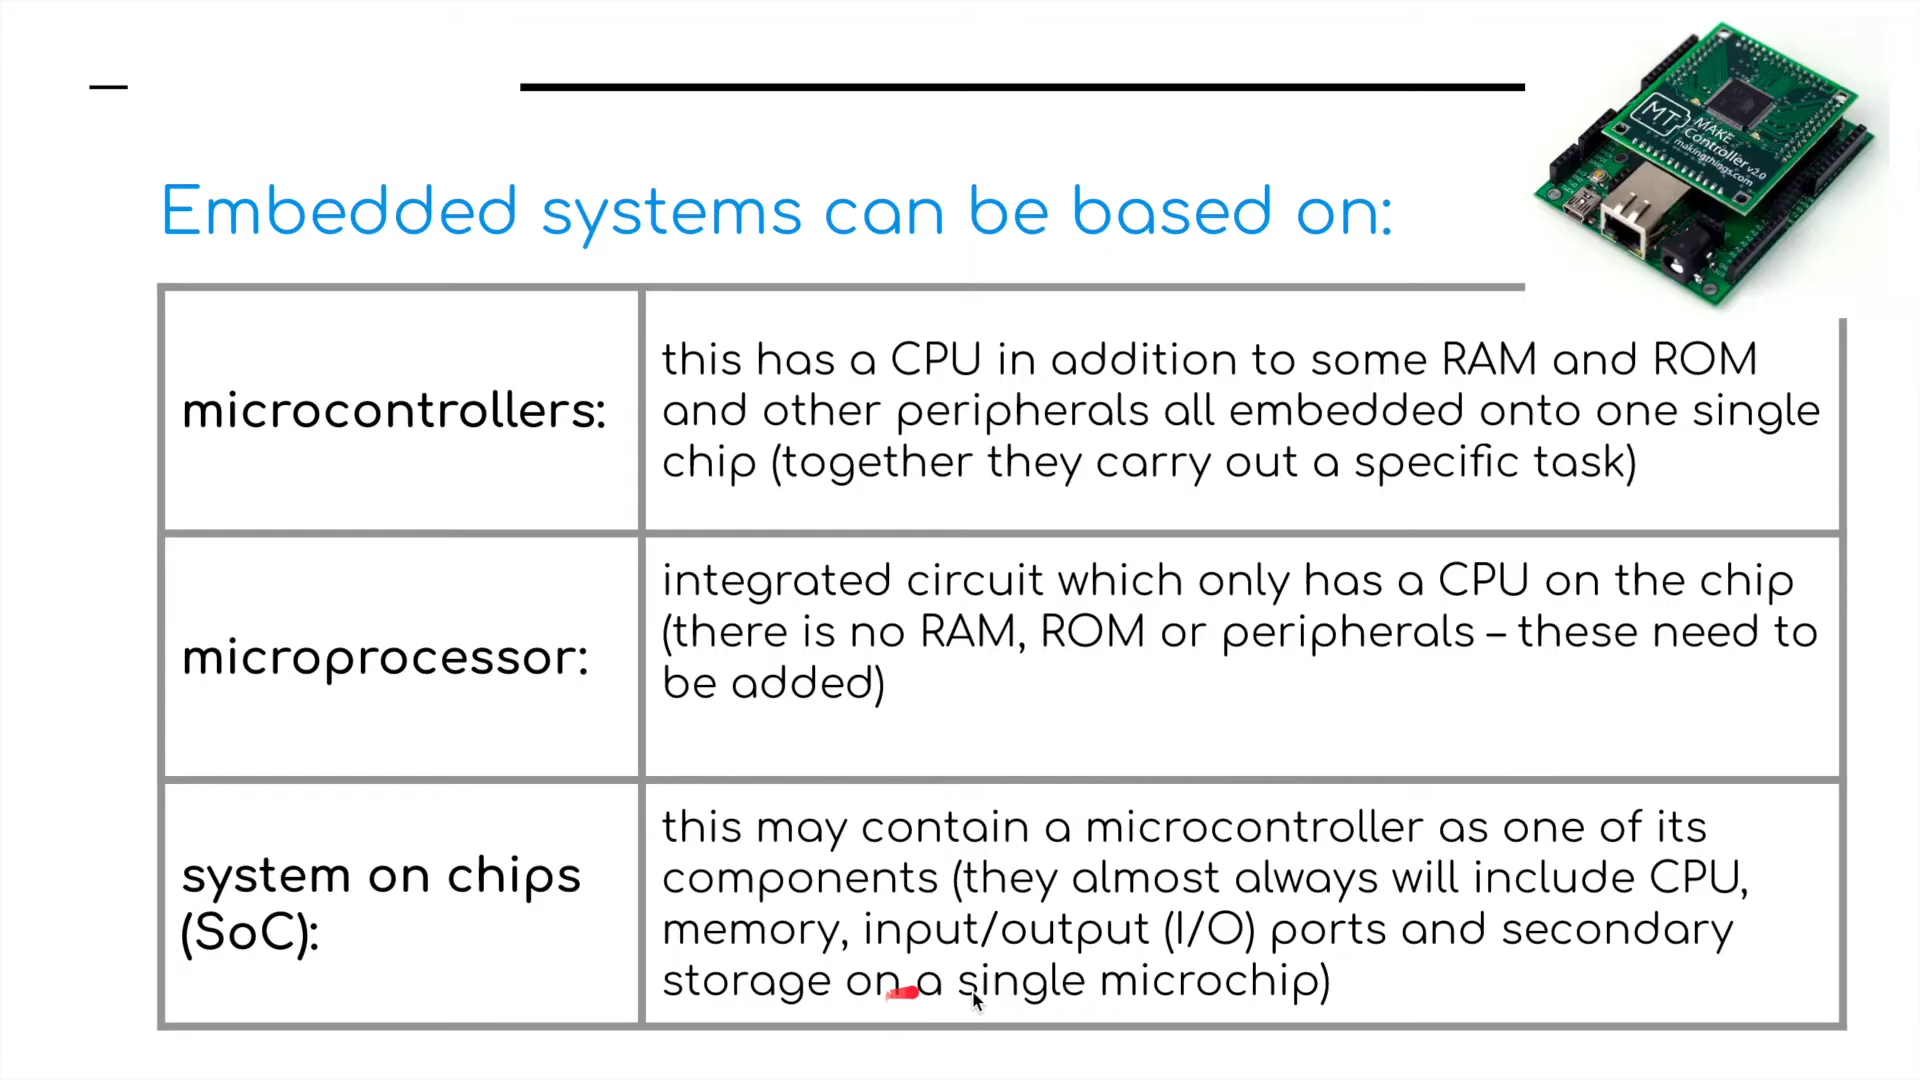 Embedded systems can be based on:
microcontrollers:
this has a CPU in addition to some RAM and ROM
and other peripherals all embedded onto one single
chip (together they carry out a specific task)
microprocessor:
integrated circuit which only has a CPU on the chip
(there is no RAM, ROM or peripherals – these need to
be added)
system on chips
(SoC):
this may contain a microcontroller as one of its
components (they almost always will include CPU,
memory, input/output (I/O) ports and secondary
storage on a single microchip)
MT
MAKE
Controller v2.0
makingthings.com